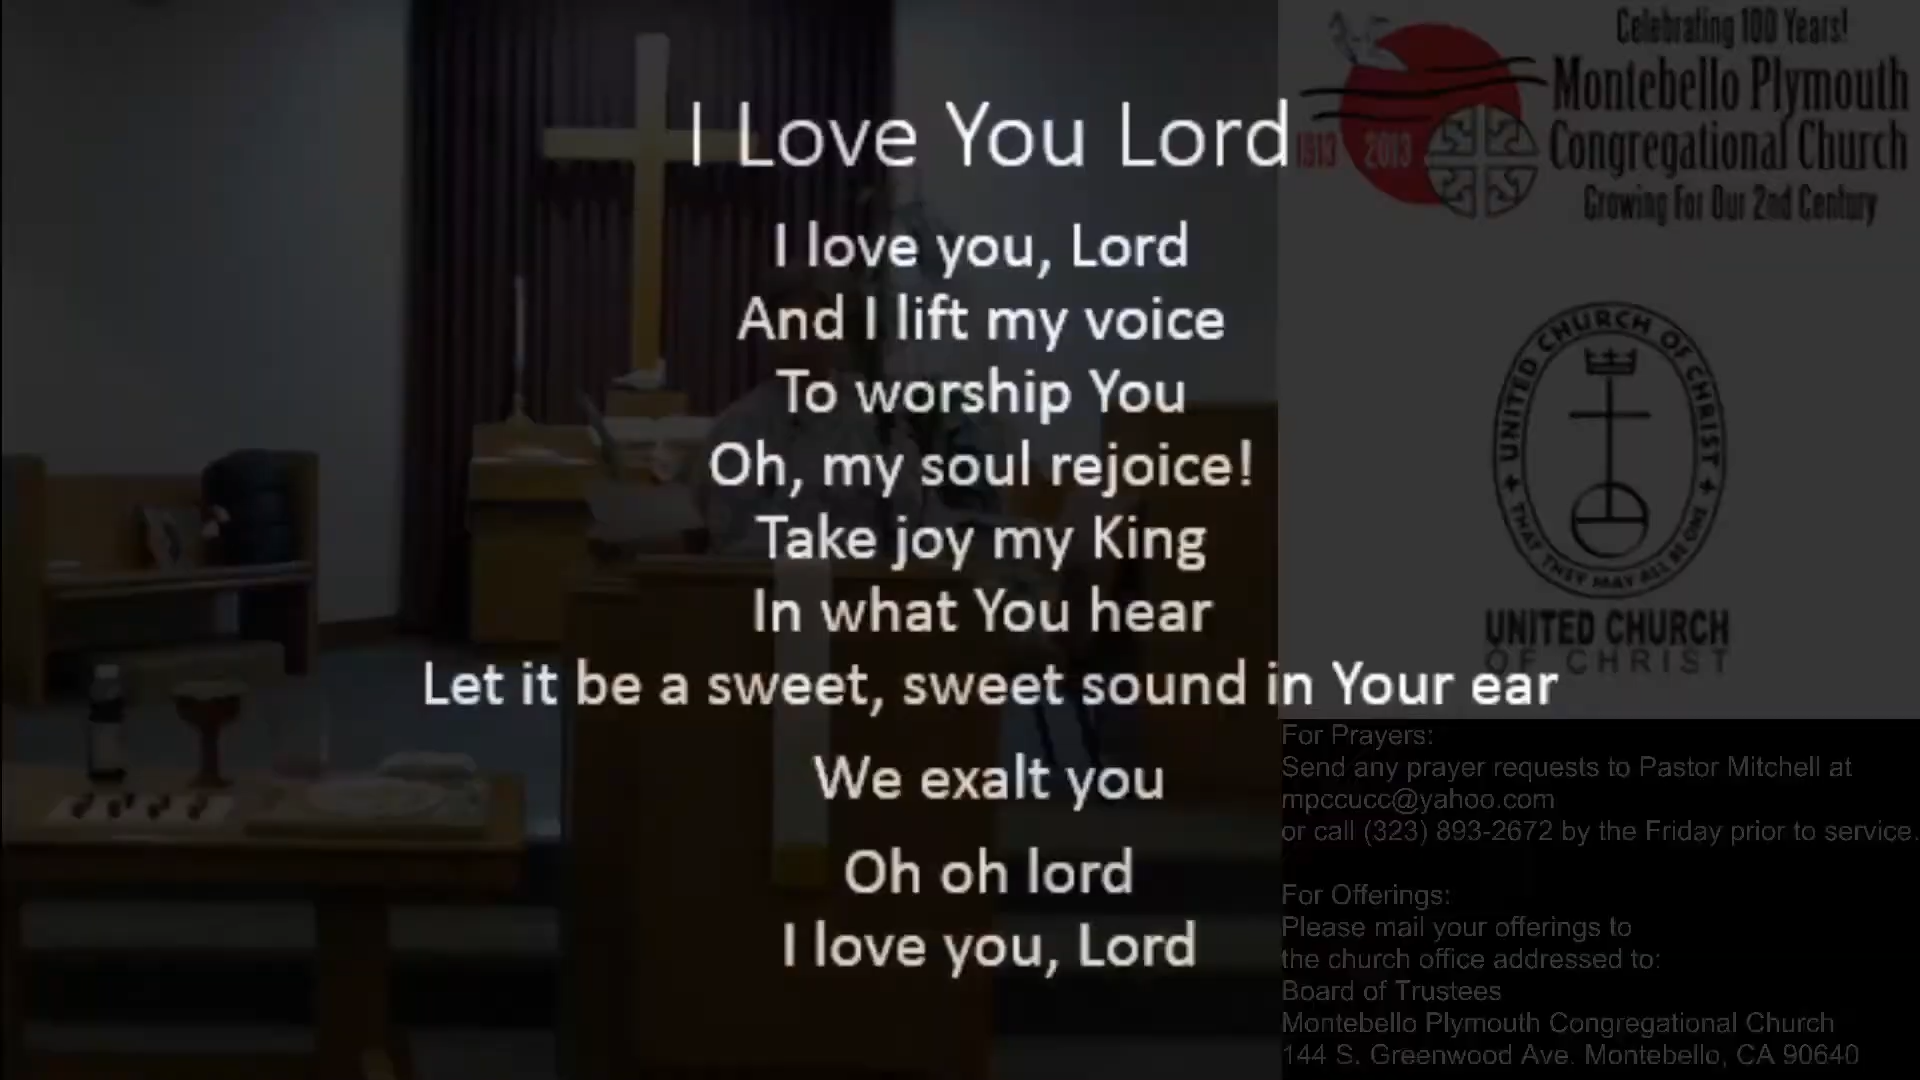 I Love You Lord
I love you, Lord
And I lift my voice
To worship You
Oh, my soul rejoice!
Take joy my King
In what You hear
Let it be a sweet, sweet sound in Your ear
We exalt you
Oh oh lord
I love you, Lord
Celebrating 100 Years!
Montebello Plymouth
Congregational Church
1913 2013
Growing For Our 2nd Century
UNITED CHURCH OF CHRIST
THAT THEY MAY ALL BE ONE
UNITED CHURCH
OF CHRIST
For Prayers:
Send any prayer requests to Pastor Mitchell at
mpccucc@yahoo.com
or call (323) 893-2672 by the Friday prior to service.
For Offerings:
Please mail your offerings to
the church office addressed to:
Board of Trustees
Montebello Plymouth Congregational Church
144 S. Greenwood Ave. Montebello, CA 90640